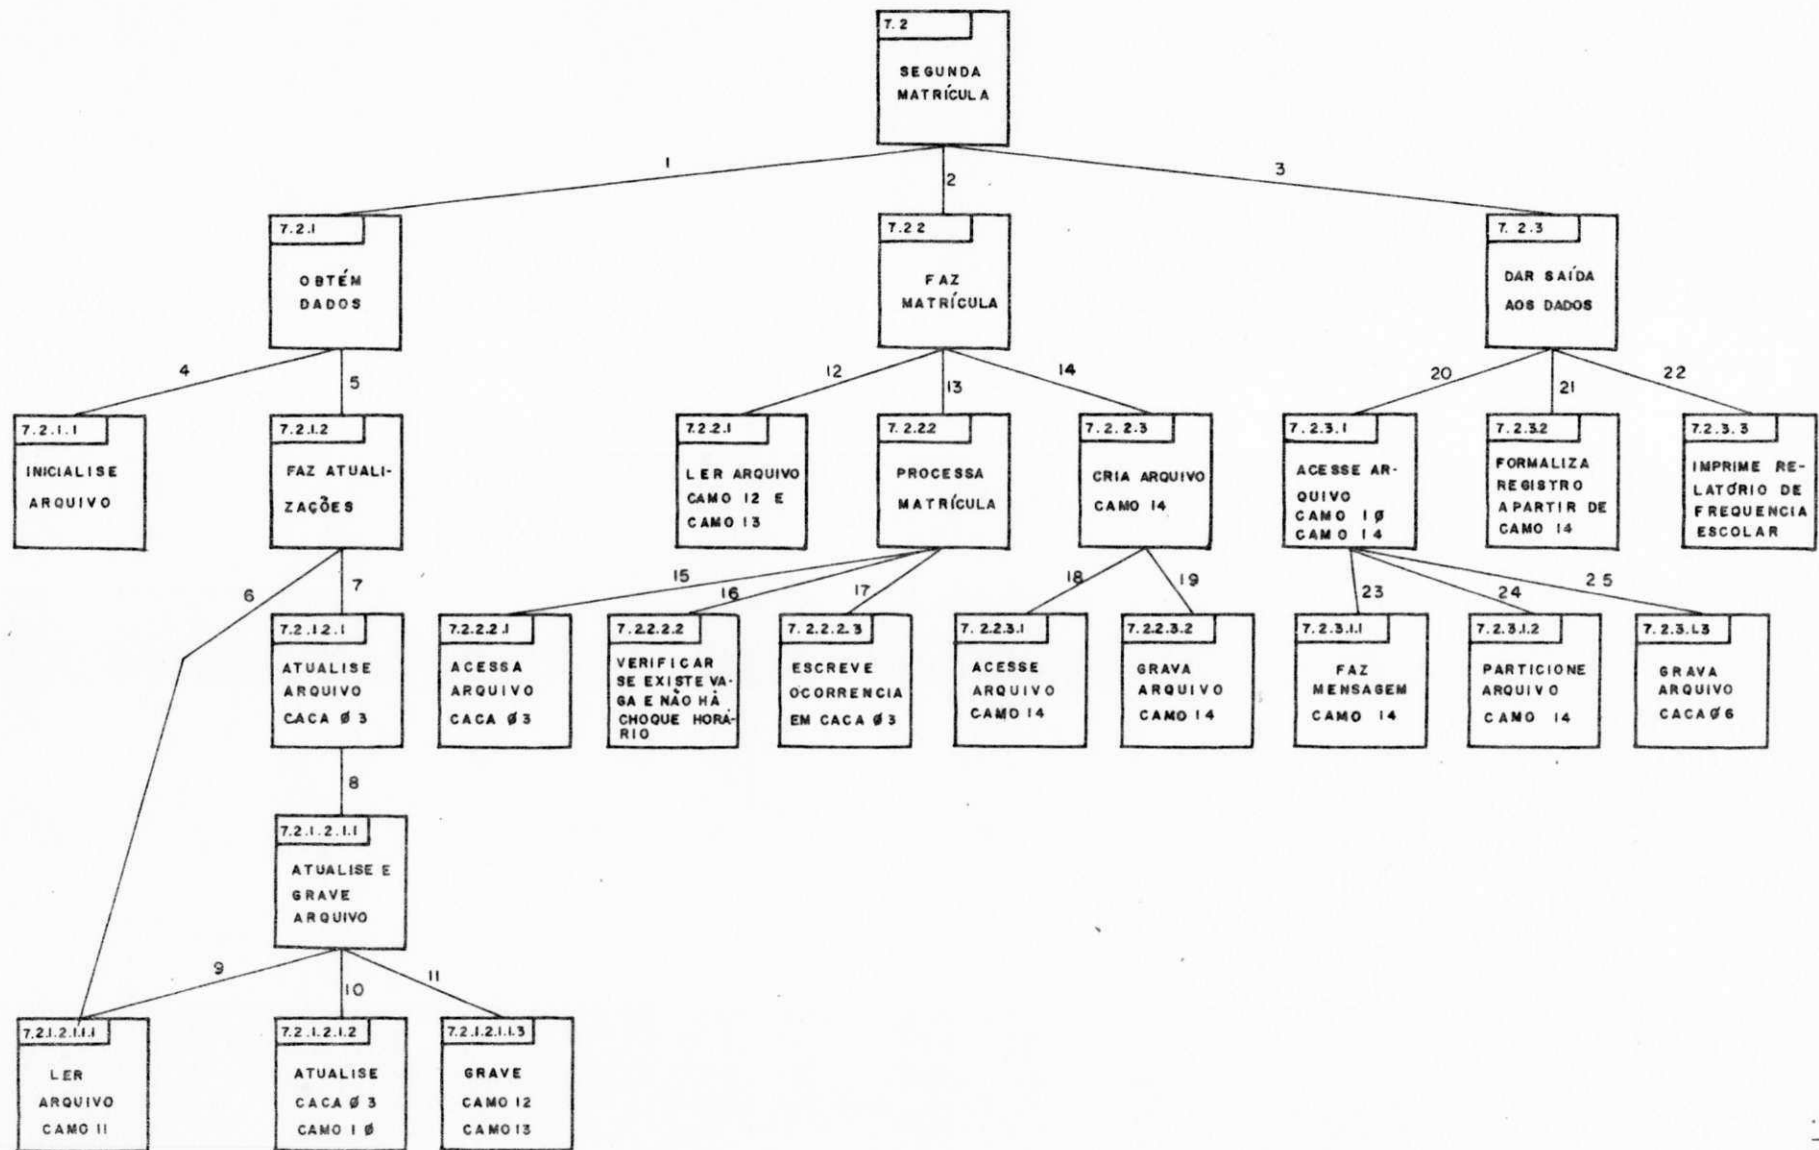 7.2
SEGUNDA
MATRÍCULA
1
2
3
7.2.1
OBTÉM
DADOS
7.22
FAZ
MATRÍCULA
7. 2.3
DAR SAÍDA
AOS DADOS
4
5
12
13
14
20
21
22
7.2.1.1
INICIALISE
ARQUIVO
7.2.1.2
FAZ ATUALI-
ZAÇÕES
7.2.2.1
LER ARQUIVO
CAMO 12 E
CAMO 13
7.2.22
PROCESSA
MATRÍCULA
7.2.2.3
CRIA ARQUIVO
CAMO 14
7.2.3.1
ACESSE AR-
QUIVO
CAMO 1Ø
CAMO 14
7.2.3.2
FORMALIZA
REGISTRO
APARTIR DE
CAMO 14
7.2.3.3
IMPRIME RE-
LATÓRIO DE
FREQUENCIA
ESCOLAR
6
7
15
16
17
18
19
23
24
25
7.2.1.2.1
ATUALISE
ARQUIVO
CACA Ø 3
7.2.2.2.1
ACESSA
ARQUIVO
CACA Ø 3
7.2.2.2.2
VERIFICAR
SE EXISTE VA-
GA E NÃO HÁ
CHOQUE HORÁ-
RIO
7.2.2.2.3
ESCREVE
OCORRENCIA
EM CACA Ø 3
7.2.2.3.1
ACESSE
ARQUIVO
CAMO 14
7.2.2.3.2
GRAVA
ARQUIVO
CAMO 14
7.2.3.1.1
FAZ
MENSAGEM
CAMO 14
7.2.3.1.2
PARTICIONE
ARQUIVO
CAMO 14
7.2.3.1.3
GRAVA
ARQUIVO
CACA Ø 6
8
7.2.1.2.1.1
ATUALISE E
GRAVE
ARQUIVO
9
10
11
7.2.1.2.1.1.1
LER
ARQUIVO
CAMO 11
7.2.1.2.1.2
ATUALISE
CACA Ø 3
CAMO 1 Ø
7.2.1.2.1.1.3
GRAVE
CAMO 12
CAMO 13